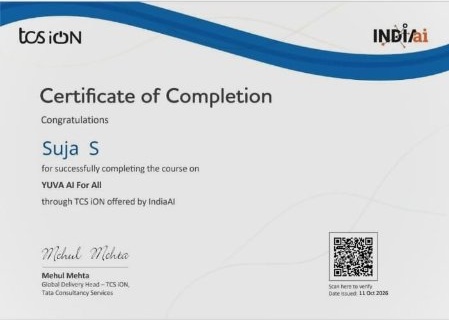 tcs iON
INDIAai
Certificate of Completion
Congratulations
Suja S
for successfully completing the course on
YUVA AI For All
through TCS iON offered by IndiaAI
Mehul Mehta
Mehul Mehta
Global Delivery Head – TCS iON,
Tata Consultancy Services
Scan here to verify
Date issued: 11 Oct 2026